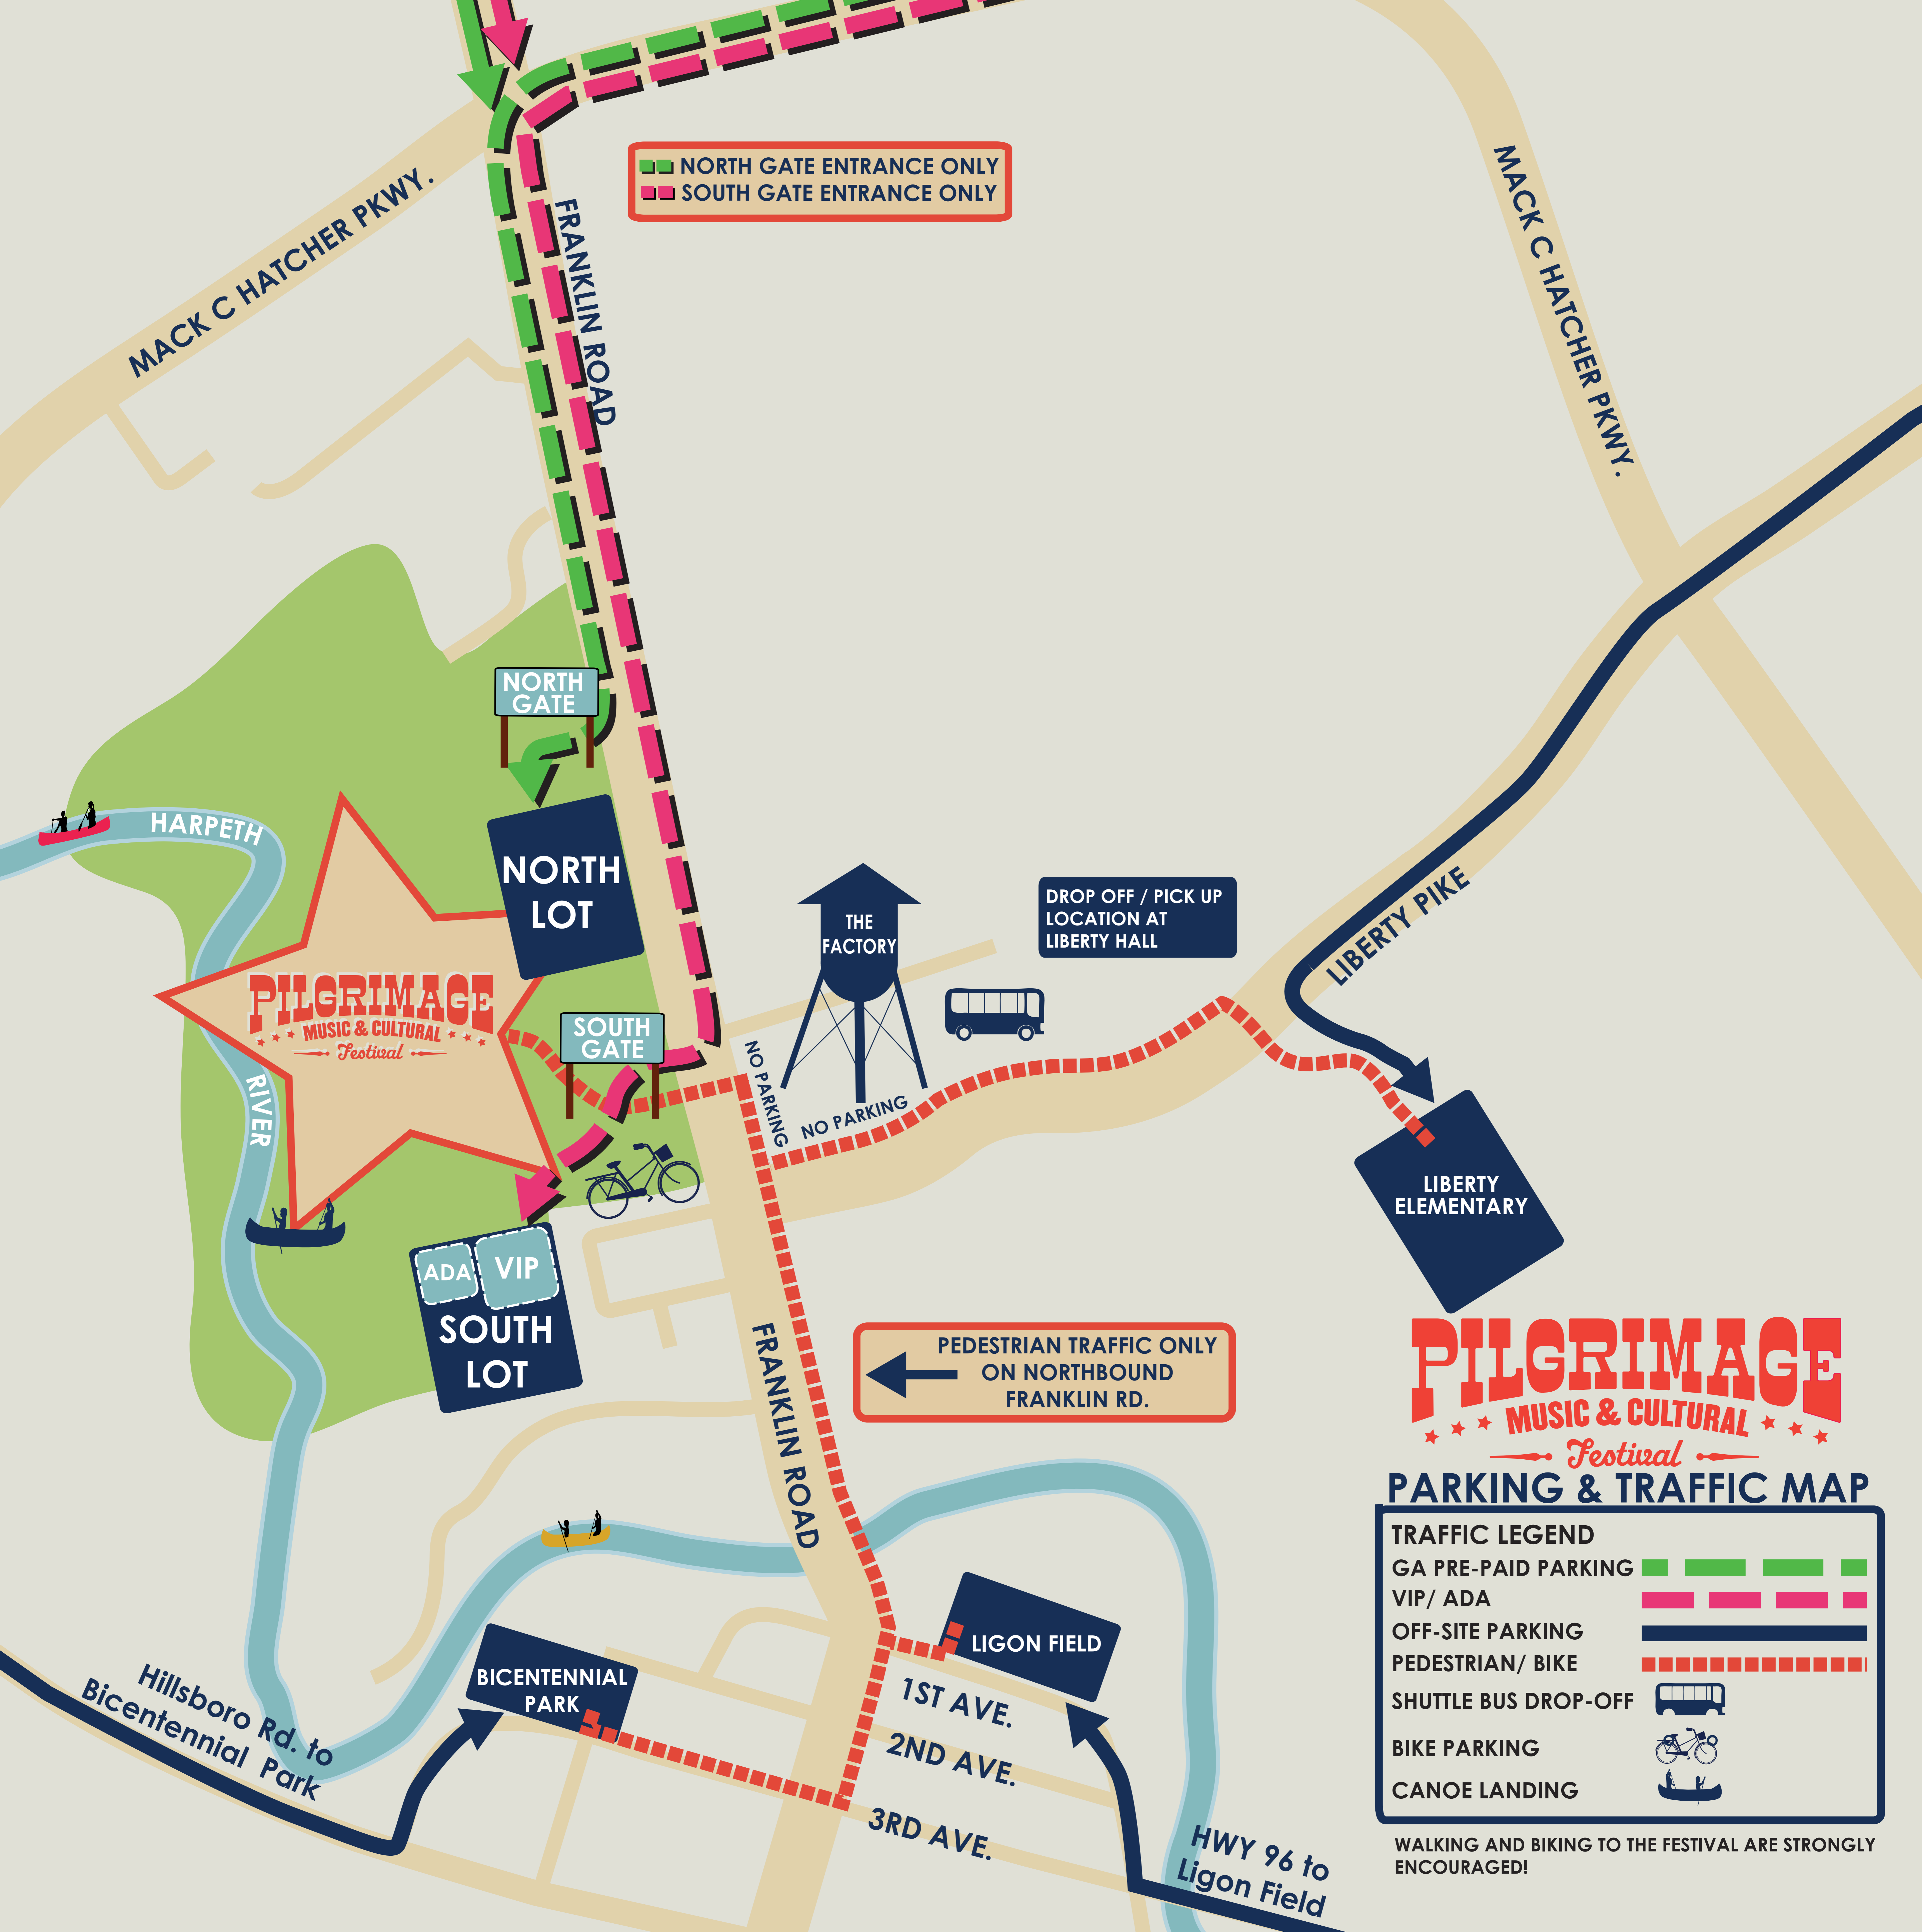 NORTH GATE ENTRANCE ONLY
SOUTH GATE ENTRANCE ONLY
MACK C HATCHER PKWY.
FRANKLIN ROAD
MACK C HATCHER PKWY.
NORTH
GATE
HARPETH
NORTH
LOT
THE
FACTORY
DROP OFF / PICK UP
LOCATION AT
LIBERTY HALL
LIBERTY PIKE
PILGRIMAGE
MUSIC & CULTURAL
Festival
SOUTH
GATE
NO PARKING
NO PARKING
RIVER
LIBERTY
ELEMENTARY
ADA
VIP
SOUTH
LOT
FRANKLIN ROAD
PEDESTRIAN TRAFFIC ONLY
ON NORTHBOUND
FRANKLIN RD.
PILGRIMAGE
MUSIC & CULTURAL
Festival
PARKING & TRAFFIC MAP
TRAFFIC LEGEND
GA PRE-PAID PARKING
VIP/ ADA
OFF-SITE PARKING
PEDESTRIAN/ BIKE
SHUTTLE BUS DROP-OFF
BIKE PARKING
CANOE LANDING
WALKING AND BIKING TO THE FESTIVAL ARE STRONGLY
ENCOURAGED!
LIGON FIELD
BICENTENNIAL
PARK
1ST AVE.
2ND AVE.
3RD AVE.
Hillsboro Rd. to
Bicentennial Park
HWY 96 to
Ligon Field